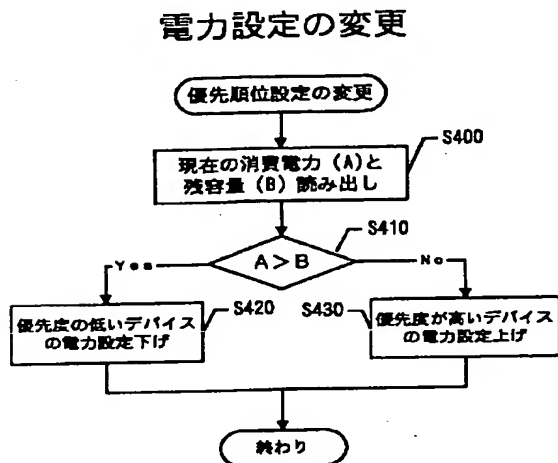 電力設定の変更
優先順位設定の変更
S400
現在の消費電力 (A)と
残容量 (B) 読み出し
S410
A>B
Yes
No
S420
優先度の低いデバイス
の電力設定下げ
S430
優先度が高いデバイス
の電力設定上げ
終わり